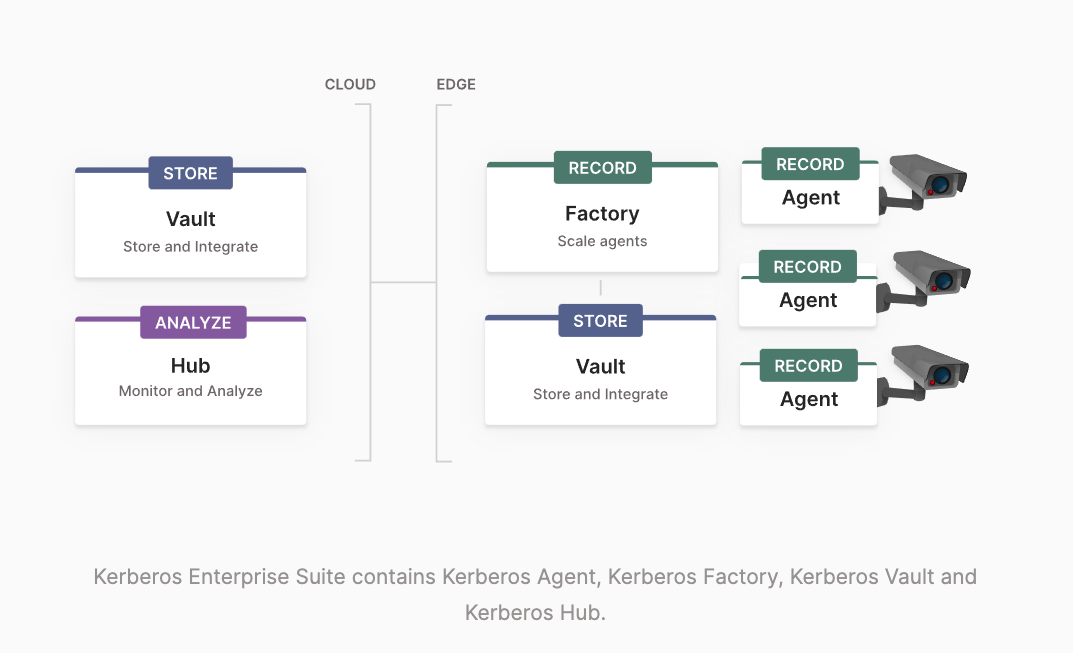 CLOUD
EDGE
STORE
Vault
Store and Integrate
ANALYZE
Hub
Monitor and Analyze
RECORD
Factory
Scale agents
STORE
Vault
Store and Integrate
RECORD
Agent
RECORD
Agent
RECORD
Agent
Kerberos Enterprise Suite contains Kerberos Agent, Kerberos Factory, Kerberos Vault and
Kerberos Hub.